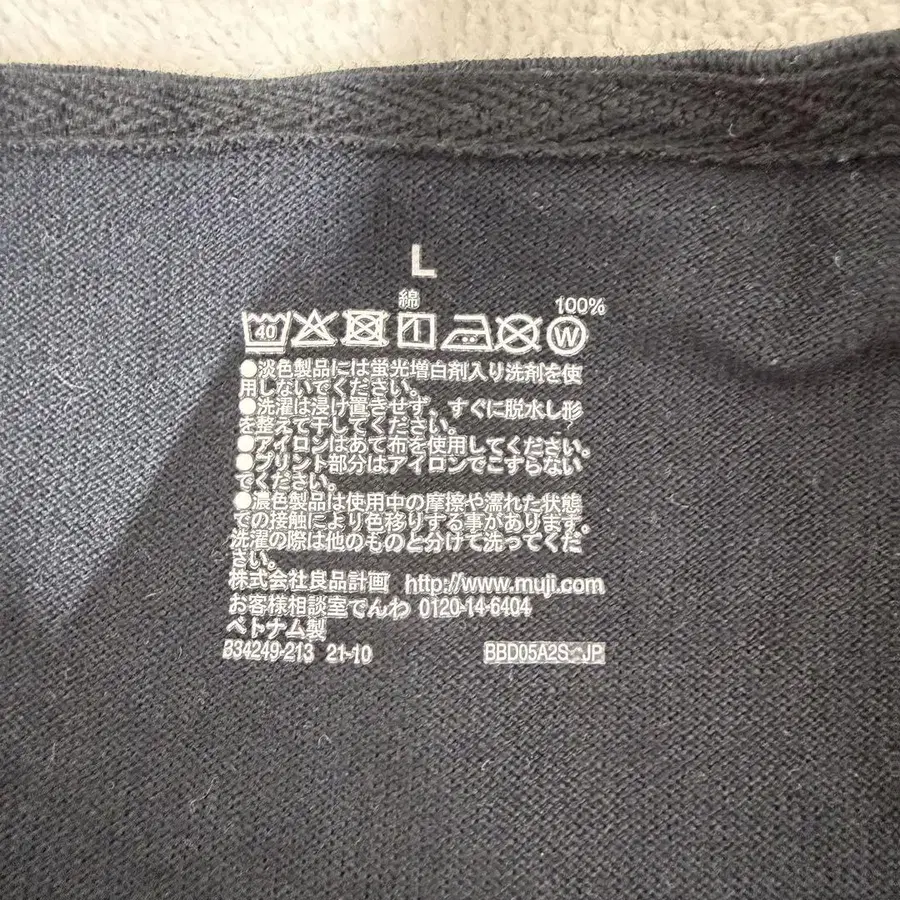 L
綿 100%
40 W
●淡色製品には蛍光増白剤入り洗剤を使
用しないでください。
●洗濯は浸け置きせず、すぐに脱水し形
を整えて干してください。
●アイロンはあて布を使用してください。
●プリント部分はアイロンでこすらない
でください。
●濃色製品は使用中の摩擦や濡れた状態
での接触により色移りする事があります。
洗濯の際は他のものと分けて洗ってくだ
さい。
株式会社良品計画 http://www.muji.com
お客様相談室でんわ 0120-14-6404
ベトナム製
334249-213 21-10
BBD05A2S JP